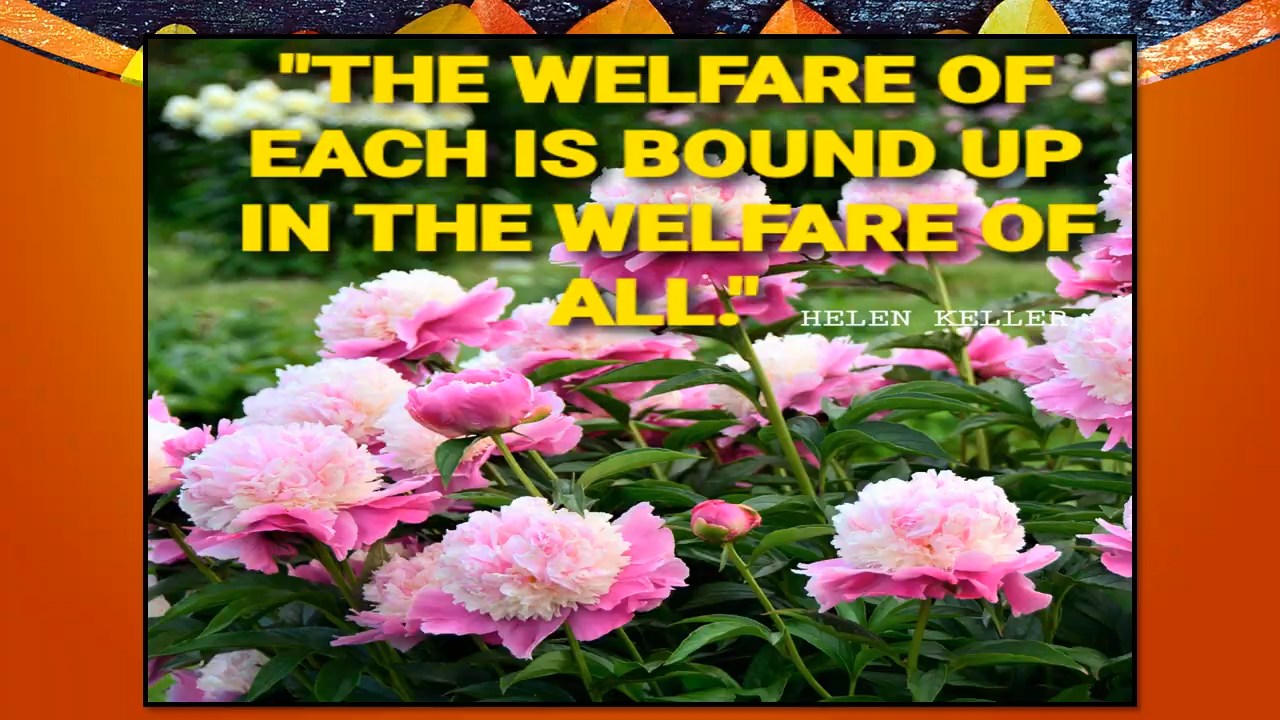 "THE WELFARE OF
EACH IS BOUND UP
IN THE WELFARE OF
ALL." HELEN KELLER